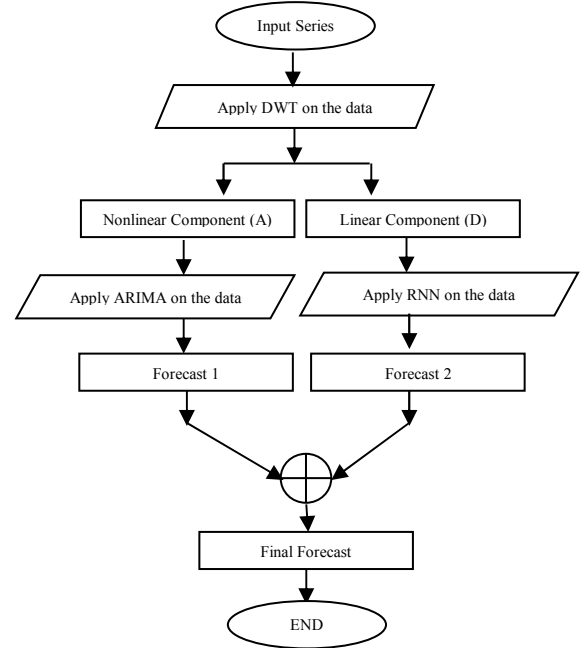 Input Series
Apply DWT on the data
Nonlinear Component (A)
Linear Component (D)
Apply ARIMA on the data
Apply RNN on the data
Forecast 1
Forecast 2
Final Forecast
END